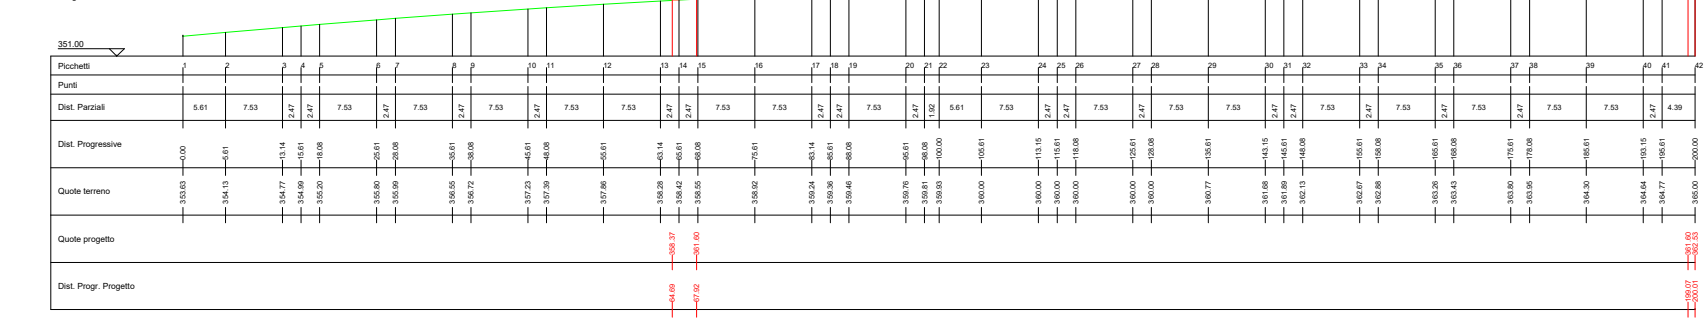 351.00
Picchetti 1 2 3 4 5 6 7 8 9 10 11 12 13 14 15 16 17 18 19 20 21 22 23 24 25 26 27 28 29 30 31 32 33 34 35 36 37 38 39 40 41 42
Punti
Dist. Parziali 5.61 7.53 2.47 2.47 7.53 2.47 7.53 2.47 7.53 2.47 7.53 7.53 2.47 2.47 7.53 7.53 2.47 2.47 7.53 2.47 1.92 5.61 7.53 2.47 2.47 7.53 2.47 7.53 7.53 2.47 2.47 7.53 2.47 7.53 2.47 7.53 2.47 7.53 7.53 2.47 4.39
Dist. Progressive 0.00 5.61 13.14 15.61 18.08 25.61 28.08 35.61 38.08 45.61 48.08 55.61 63.14 65.61 68.08 75.61 83.14 85.61 88.08 95.61 98.08 100.00 105.61 113.15 115.61 118.08 125.61 128.08 135.61 143.15 145.61 148.08 155.61 158.08 165.61 168.08 175.61 178.08 185.61 193.15 195.61 200.00
Quote terreno 353.63 354.13 354.77 354.99 355.20 355.80 355.99 356.55 356.72 357.23 357.39 357.86 358.28 358.42 358.55 358.92 359.24 359.36 359.46 359.76 359.81 359.93 360.00 360.00 360.00 360.00 360.00 360.00 360.77 361.68 361.89 362.13 362.67 362.88 363.26 363.43 363.80 363.95 364.30 364.64 364.77 365.00
Quote progetto 358.37 361.60 361.60 362.53
Dist. Progr. Progetto 64.69 67.92 199.07 200.01